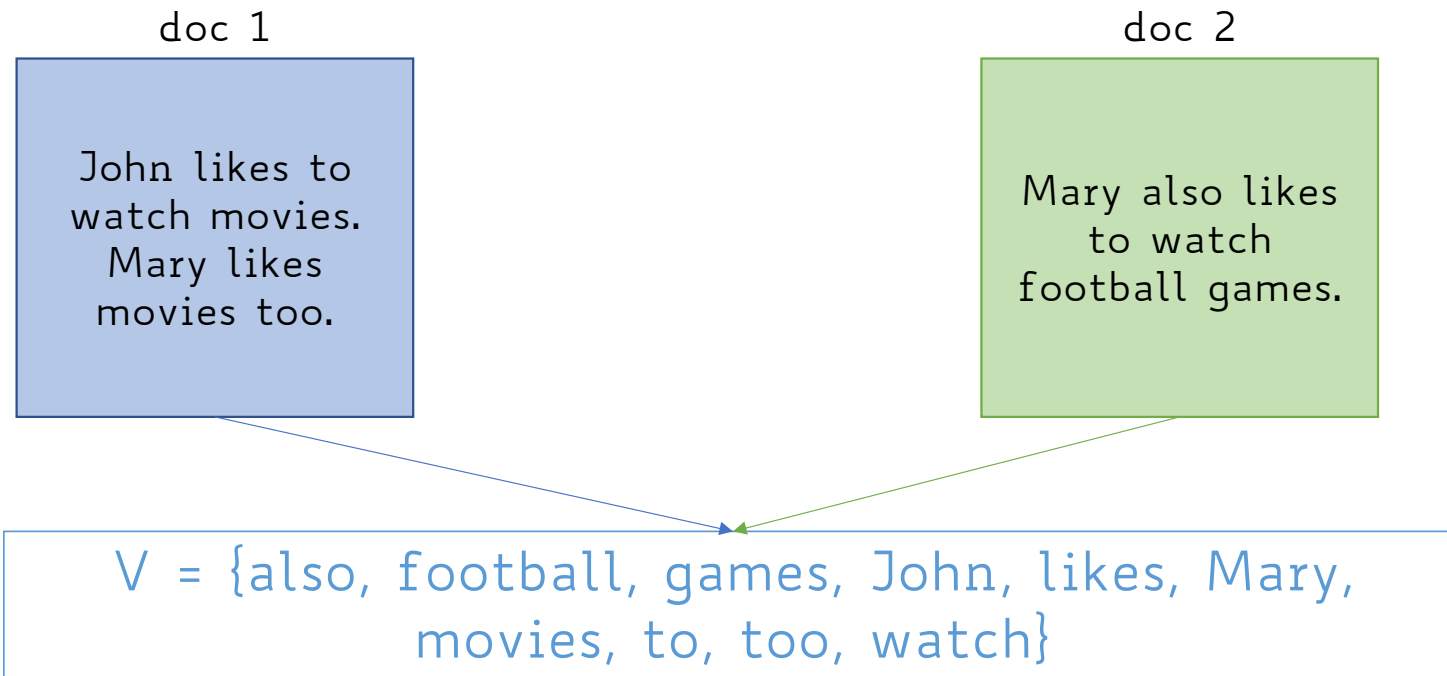 doc 1
John likes to
watch movies.
Mary likes
movies too.
doc 2
Mary also likes
to watch
football games.
V = {also, football, games, John, likes, Mary,
movies, to, too, watch}